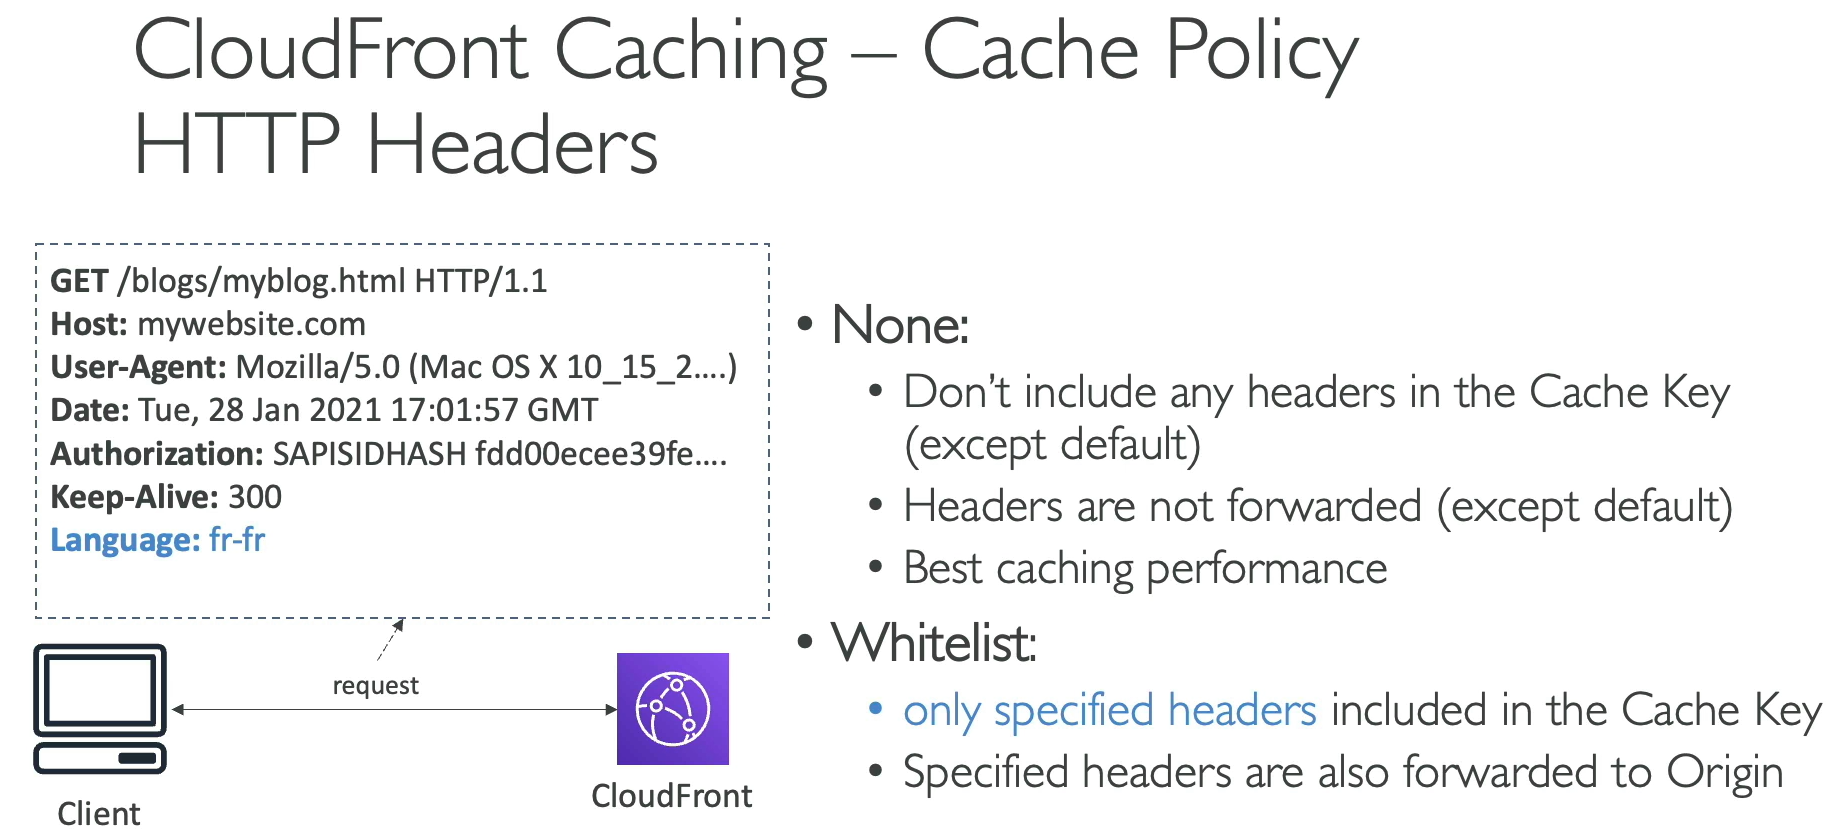 CloudFront Caching – Cache Policy
HTTP Headers
GET /blogs/myblog.html HTTP/1.1
Host: mywebsite.com
User-Agent: Mozilla/5.0 (Mac OS X 10_15_2....)
Date: Tue, 28 Jan 2021 17:01:57 GMT
Authorization: SAPISIDHASH fdd00ecee39fe....
Keep-Alive: 300
Language: fr-fr
request
Client
CloudFront
• None:
• Don’t include any headers in the Cache Key
(except default)
• Headers are not forwarded (except default)
• Best caching performance
• Whitelist:
• only specified headers included in the Cache Key
• Specified headers are also forwarded to Origin